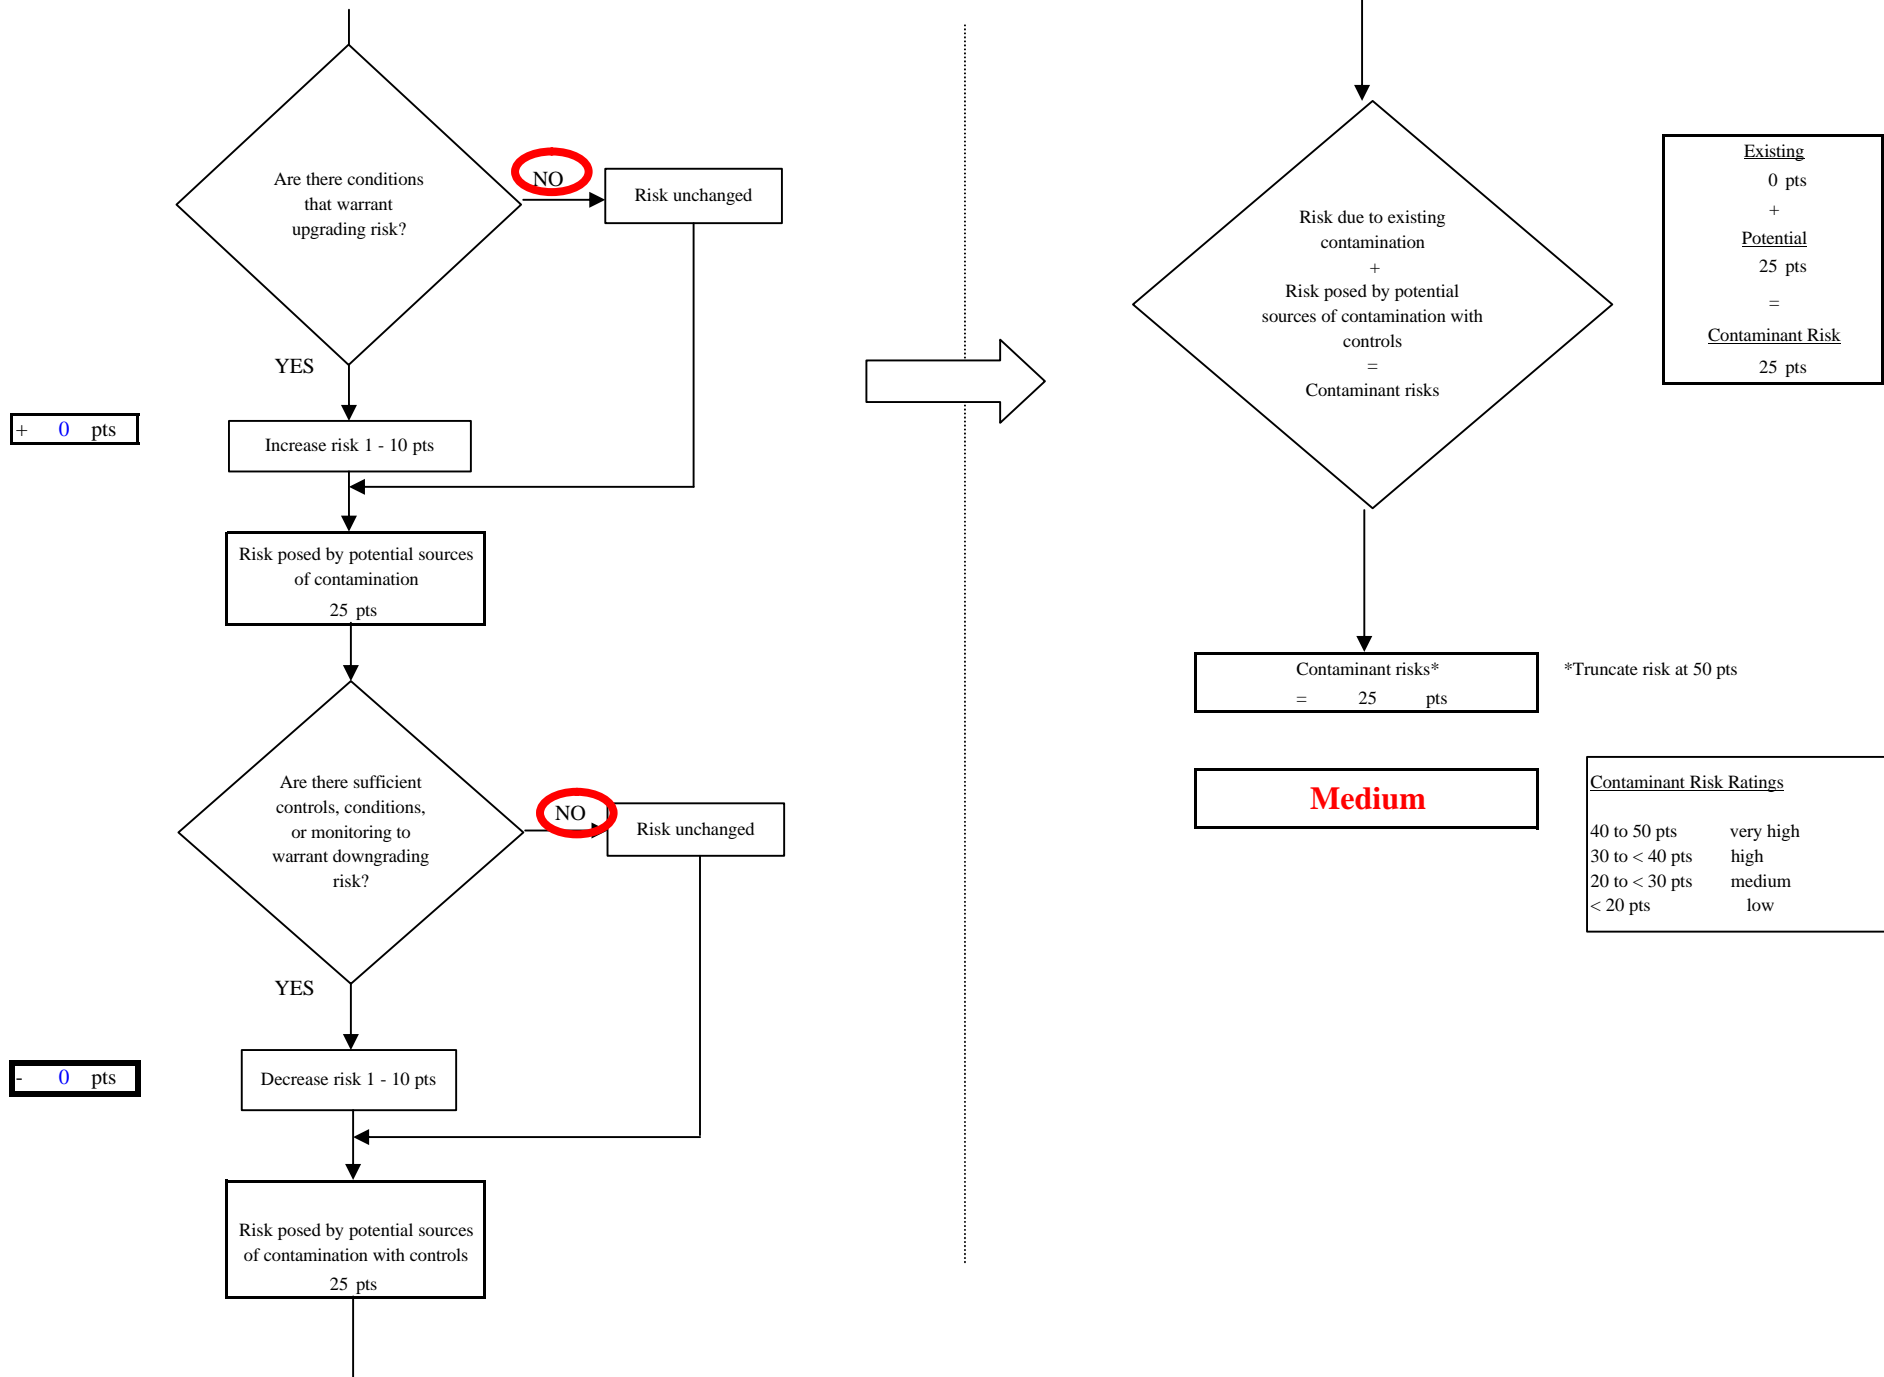 Are there conditions
that warrant
upgrading risk?
NO
Risk unchanged
YES
+ 0 pts
Increase risk 1 - 10 pts
Risk posed by potential sources
of contamination
25 pts
Are there sufficient
controls, conditions,
or monitoring to
warrant downgrading
risk?
NO
Risk unchanged
YES
- 0 pts
Decrease risk 1 - 10 pts
Risk posed by potential sources
of contamination with controls
25 pts
Risk due to existing
contamination
+
Risk posed by potential
sources of contamination with
controls
=
Contaminant risks
Existing
0 pts
+
Potential
25 pts
=
Contaminant Risk
25 pts
Contaminant risks*
= 25 pts
*Truncate risk at 50 pts
Medium
Contaminant Risk Ratings
40 to 50 pts very high
30 to < 40 pts high
20 to < 30 pts medium
< 20 pts low